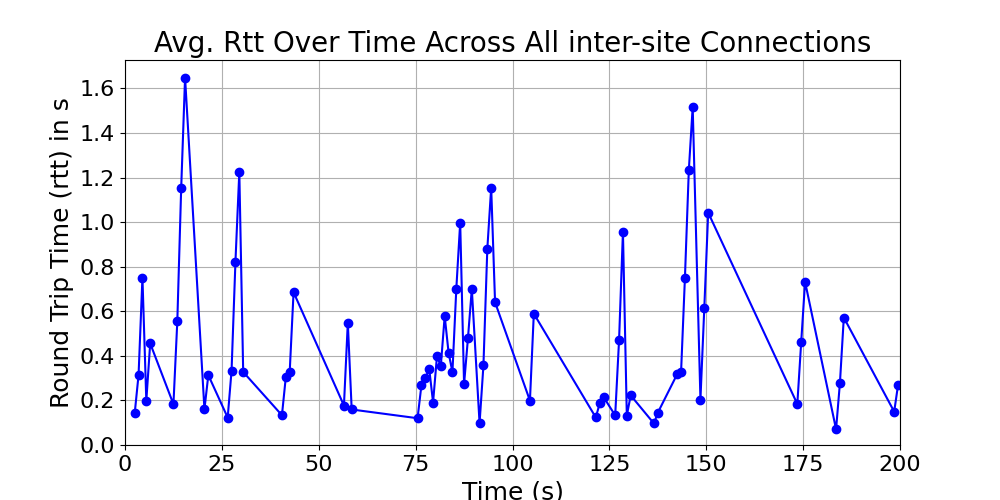 Avg. Rtt Over Time Across All inter-site Connections
Round Trip Time (rtt) in s
1.6
1.4
1.2
1.0
0.8
0.6
0.4
0.2
0.0
0 25 50 75 100 125 150 175 200
Time (s)